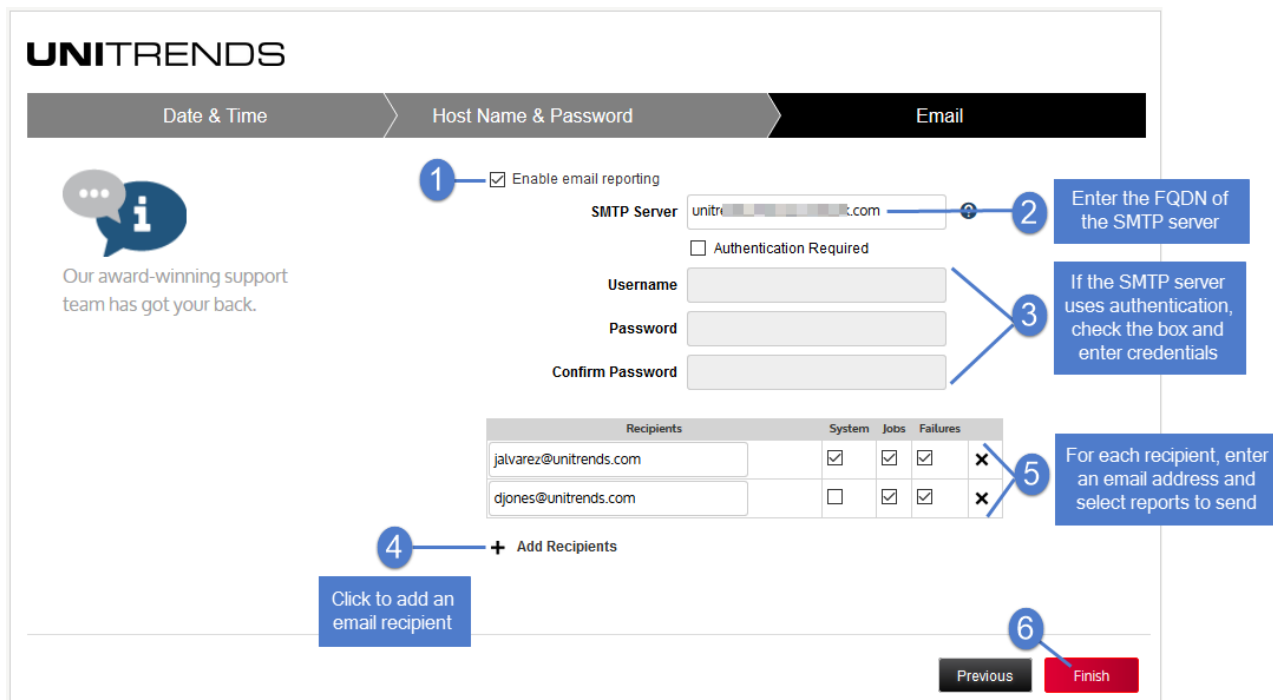 UNITRENDS
Date & Time
Host Name & Password
Email
Our award-winning support
team has got your back.
1
Enable email reporting
SMTP Server
unitre
.com
2
Enter the FQDN of
the SMTP server
Authentication Required
Username
Password
Confirm Password
3
If the SMTP server
uses authentication,
check the box and
enter credentials
Recipients System Jobs Failures
jalvarez@unitrends.com
djones@unitrends.com
5
For each recipient, enter
an email address and
select reports to send
4
Add Recipients
Click to add an
email recipient
6
Previous
Finish